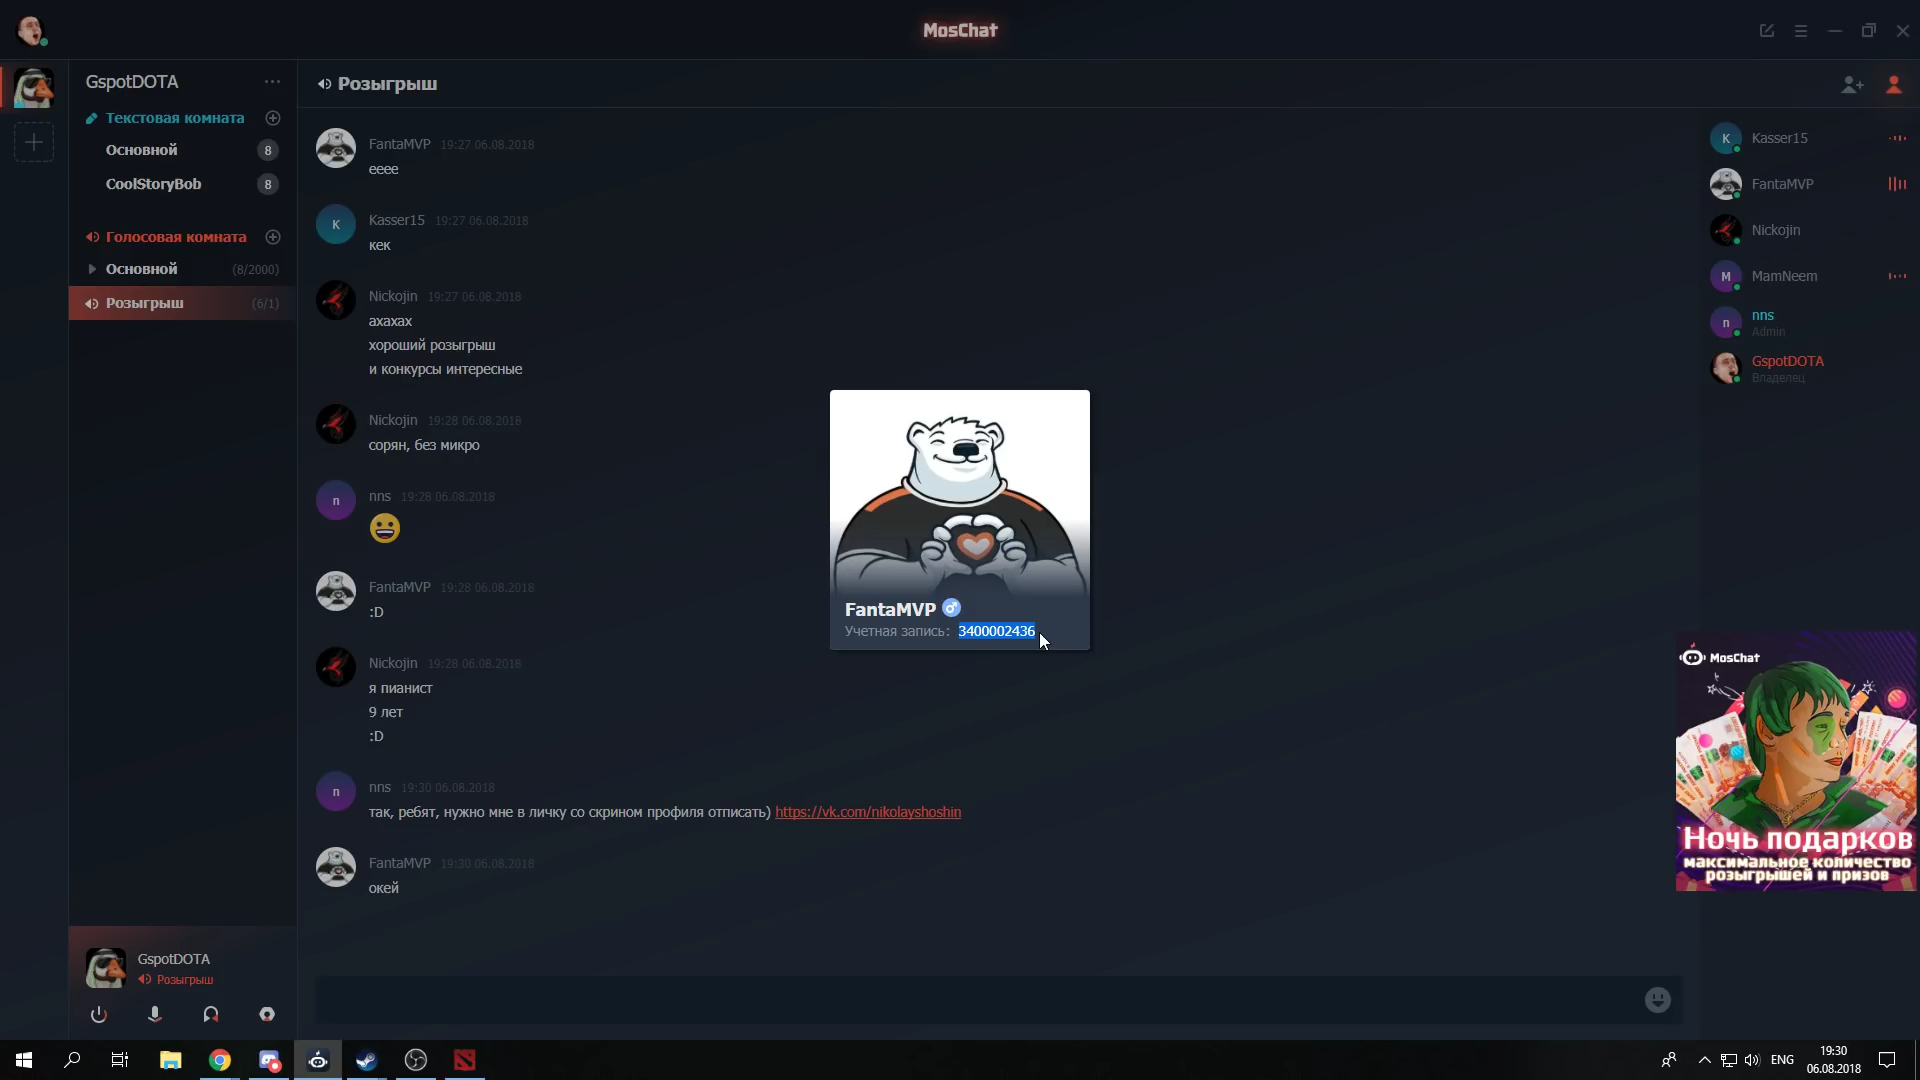 MosChat
GspotDOTA
Текстовая комната
Основной 8
CoolStoryBob 8
Голосовая комната
Основной (8/2000)
Розыгрыш (6/1)
GspotDOTA
Розыгрыш
Розыгрыш
FantaMVP 19:27 06.08.2018
ееее
K
Kasser15 19:27 06.08.2018
кек
Nickojin 19:27 06.08.2018
ахахах
хороший розыгрыш
и конкурсы интересные
Nickojin 19:28 06.08.2018
сорян, без микро
n
nns 19:28 06.08.2018
FantaMVP 19:28 06.08.2018
:D
Nickojin 19:28 06.08.2018
я пианист
9 лет
:D
n
nns 19:30 06.08.2018
так, ребят, нужно мне в личку со скрином профиля отписать) https://vk.com/nikolayshoshin
FantaMVP 19:30 06.08.2018
окей
FantaMVP
Учетная запись: 3400002436
K Kasser15
FantaMVP
Nickojin
M MamNeem
n nns
Admin
GspotDOTA
Владелец
MosChat
Ночь подарков
максимальное количество
розыгрышей и призов
ENG
19:30
06.08.2018